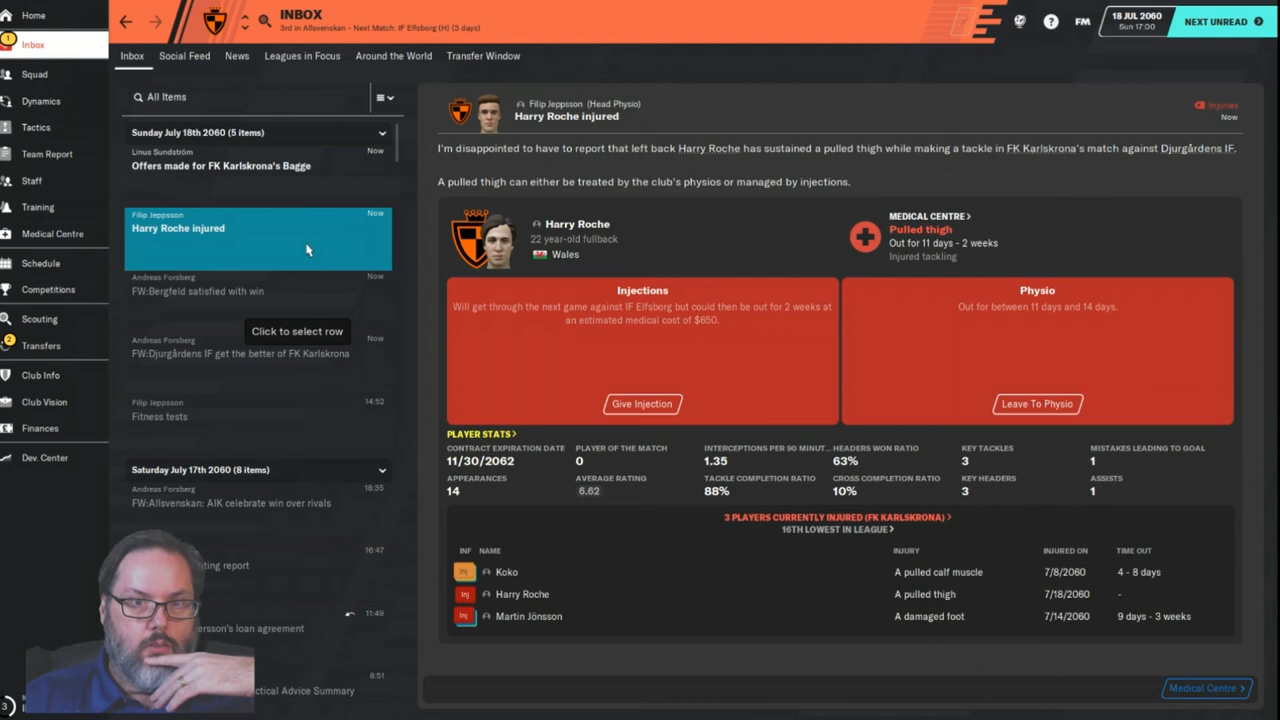 Home
1
Inbox
Squad
Dynamics
Tactics
Team Report
Staff
Training
Medical Centre
Schedule
Competitions
Scouting
2
Transfers
Club Info
Club Vision
Finances
Dev. Center
3
INBOX
3rd in Allsvenskan - Next Match: IF Elfsborg (H) (3 days)
?
FM
18 JUL 2060
Sun 17:00
NEXT UNREAD
Inbox
Social Feed
News
Leagues in Focus
Around the World
Transfer Window
All Items
Sunday July 18th 2060 (5 items)
Linus Sundström
Now
Offers made for FK Karlskrona's Bagge
Filip Jeppsson
Now
Harry Roche injured
Andreas Forsberg
Now
FW:Bergfeld satisfied with win
Click to select row
Andreas Forsberg
Now
FW:Djurgårdens IF get the better of FK Karlskrona
Filip Jeppsson
14:52
Fitness tests
Saturday July 17th 2060 (8 items)
Andreas Forsberg
18:35
FW:Allsvenskan: AIK celebrate win over rivals
16:47
uting report
11:49
ersson's loan agreement
8:51
ctical Advice Summary
Filip Jeppsson (Head Physio)
Harry Roche injured
Injuries
Now
I'm disappointed to have to report that left back Harry Roche has sustained a pulled thigh while making a tackle in FK Karlskrona's match against Djurgårdens IF.
A pulled thigh can either be treated by the club's physios or managed by injections.
Harry Roche
22 year-old fullback
Wales
MEDICAL CENTRE>
Pulled thigh
Out for 11 days - 2 weeks
Injured tackling
Injections
Will get through the next game against IF Elfsborg but could then be out for 2 weeks at
an estimated medical cost of $650.
Give Injection
Physio
Out for between 11 days and 14 days.
Leave To Physio
PLAYER STATS>
CONTRACT EXPIRATION DATE
11/30/2062
PLAYER OF THE MATCH
0
INTERCEPTIONS PER 90 MINUT...
1.35
HEADERS WON RATIO
63%
KEY TACKLES
3
MISTAKES LEADING TO GOAL
1
APPEARANCES
14
AVERAGE RATING
6.62
TACKLE COMPLETION RATIO
88%
CROSS COMPLETION RATIO
10%
KEY HEADERS
3
ASSISTS
1
3 PLAYERS CURRENTLY INJURED (FK KARLSKRONA) >
16TH LOWEST IN LEAGUE>
INF NAME INJURY INJURED ON TIME OUT
Inj Koko A pulled calf muscle 7/8/2060 4 - 8 days
Inj Harry Roche A pulled thigh 7/18/2060 -
Inj Martin Jönsson A damaged foot 7/14/2060 9 days - 3 weeks
Medical Centre >